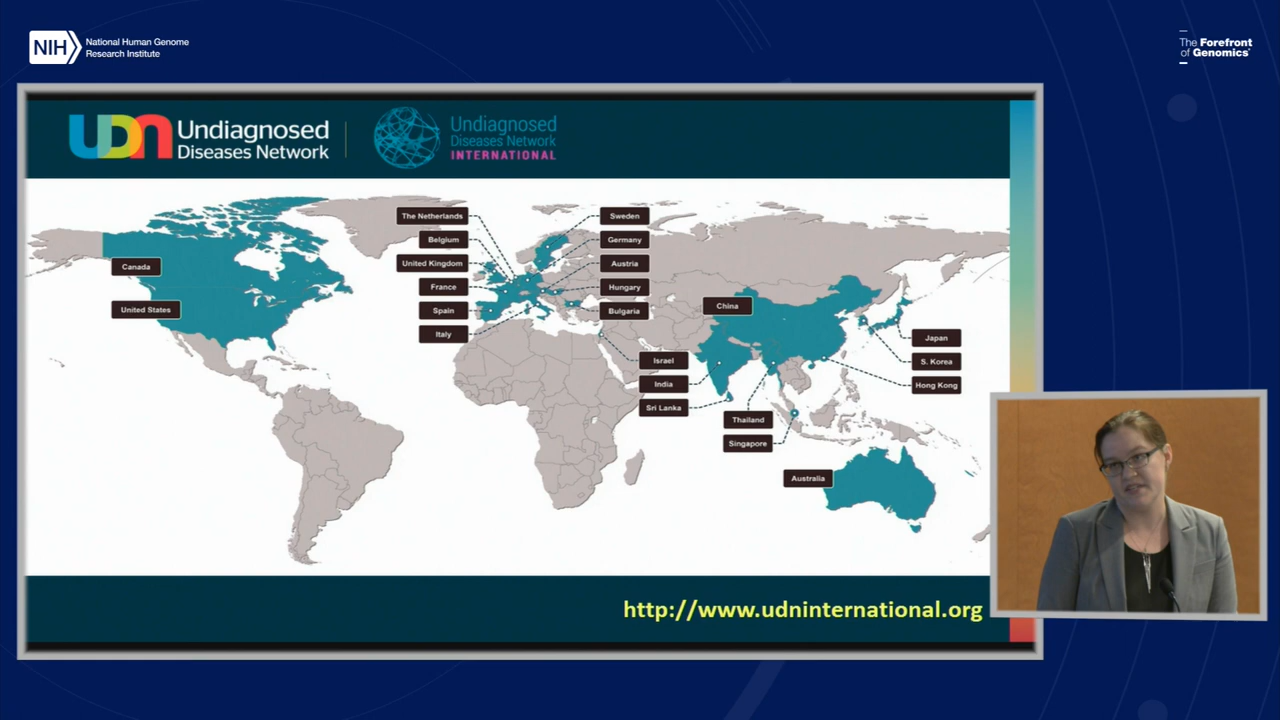 NIH
National Human Genome
Research Institute
The Forefront
of Genomics®
UDN
Undiagnosed
Diseases Network
Undiagnosed
Diseases Network
INTERNATIONAL
Canada
United States
The Netherlands
Belgium
United Kingdom
France
Spain
Italy
Sweden
Germany
Austria
Hungary
Bulgaria
Israel
India
Sri Lanka
China
Thailand
Singapore
Australia
Japan
S. Korea
Hong Kong
http://www.udninternational.org